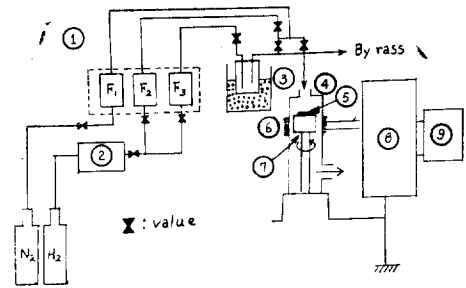 ①
By rass
F₁ F₂ F₃
③
④
⑤
⑥
②
⑦
⑧
⑨
N₂ H₂
: value